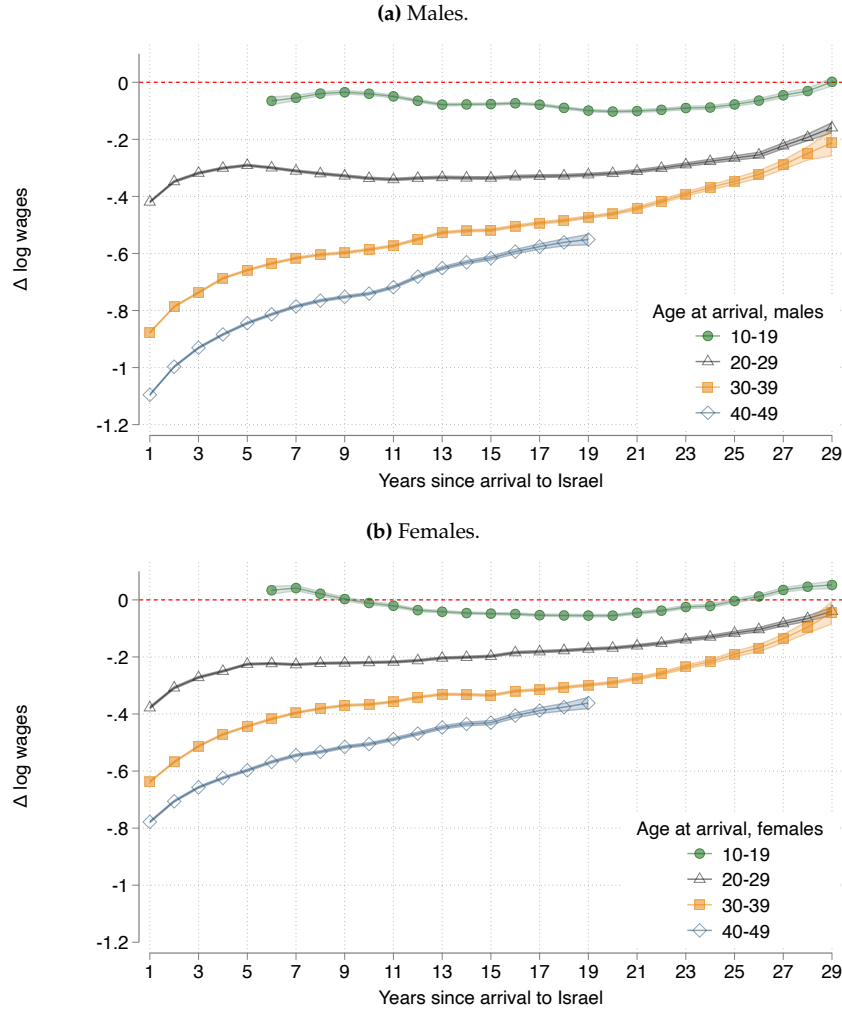 (a) Males.
0
-.2
-.4
-.6
-.8
-1
-1.2
Δ log wages
Age at arrival, males
10-19
20-29
30-39
40-49
1 3 5 7 9 11 13 15 17 19 21 23 25 27 29
Years since arrival to Israel
(b) Females.
0
-.2
-.4
-.6
-.8
-1
-1.2
Δ log wages
Age at arrival, females
10-19
20-29
30-39
40-49
1 3 5 7 9 11 13 15 17 19 21 23 25 27 29
Years since arrival to Israel